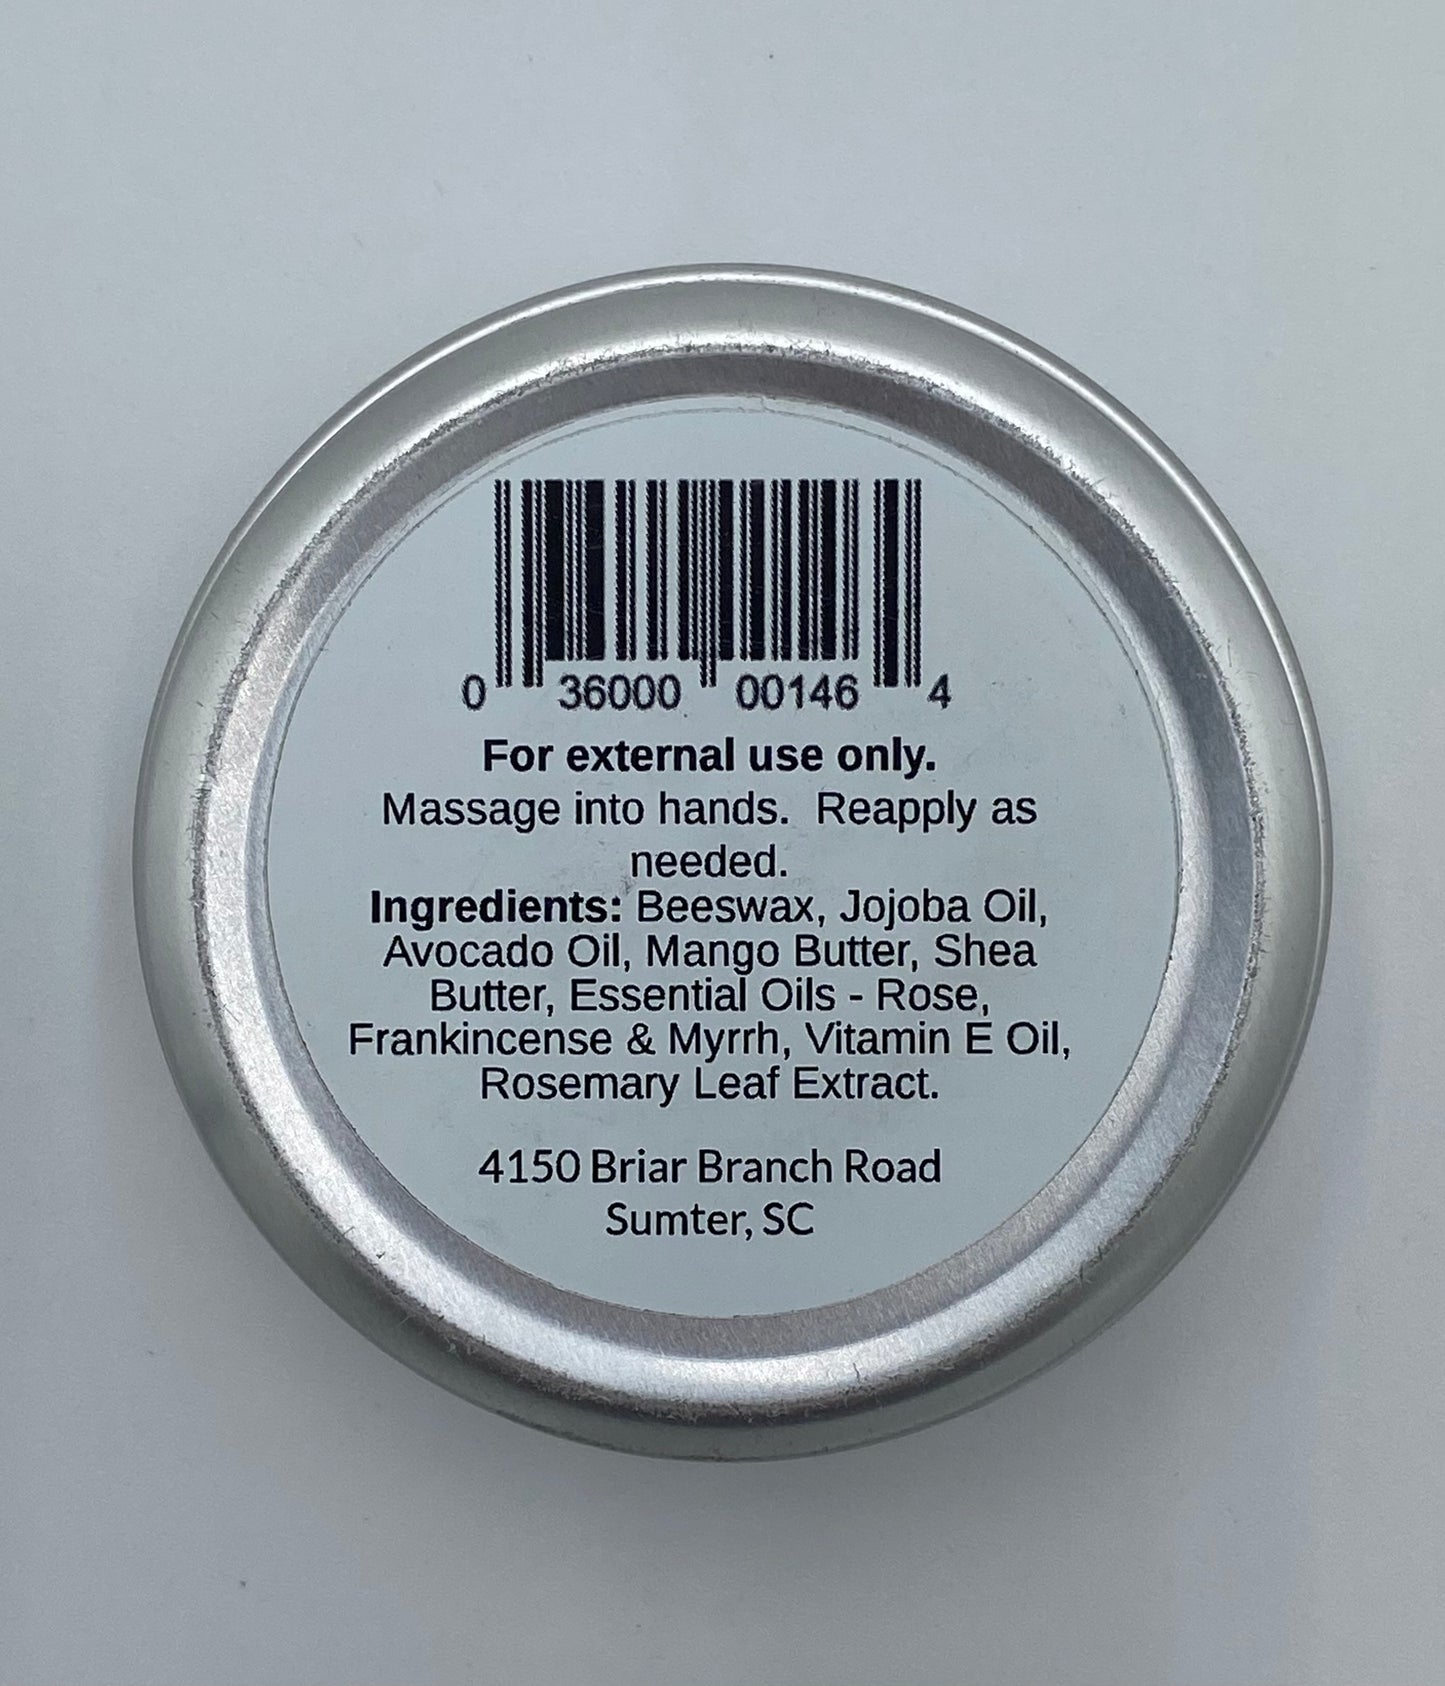 0 36000 00146 4
For external use only.
Massage into hands.  Reapply as
needed.
Ingredients: Beeswax, Jojoba Oil,
Avocado Oil, Mango Butter, Shea
Butter, Essential Oils - Rose,
Frankincense & Myrrh, Vitamin E Oil,
Rosemary Leaf Extract.
4150 Briar Branch Road
Sumter, SC